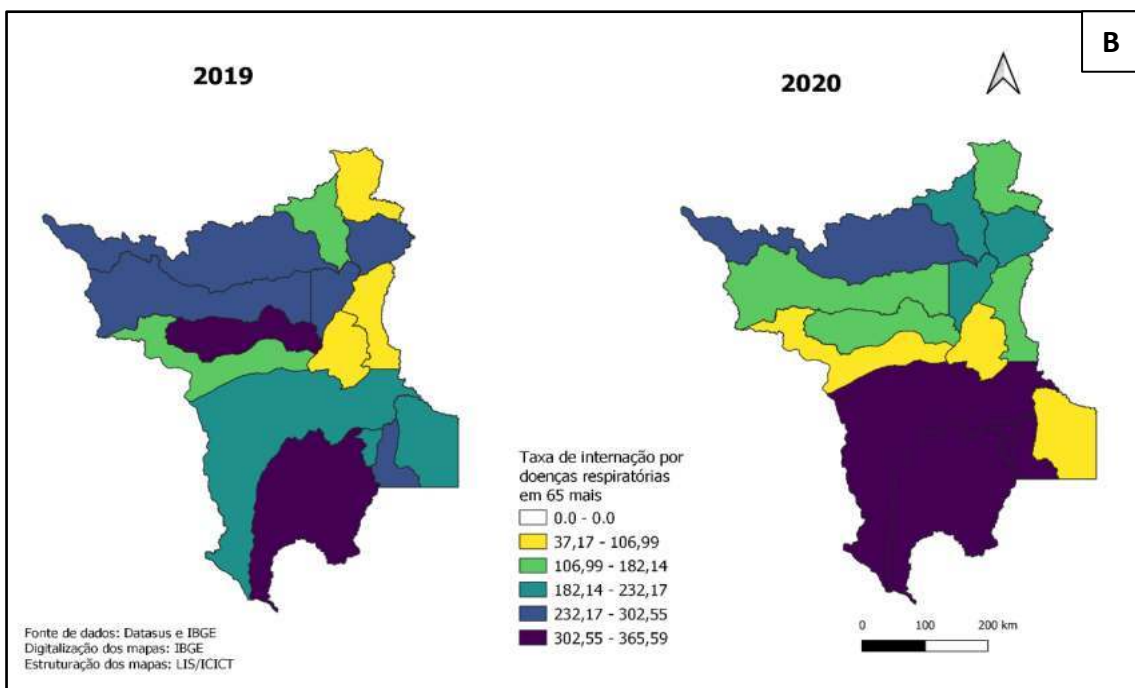 B
2019
2020
Taxa de internação por
doenças respiratórias
em 65 mais
0.0 - 0.0
37,17 - 106,99
106,99 - 182,14
182,14 - 232,17
232,17 - 302,55
302,55 - 365,59
0 100 200 km
Fonte de dados: Datasus e IBGE
Digitalização dos mapas: IBGE
Estruturação dos mapas: LIS/ICICT